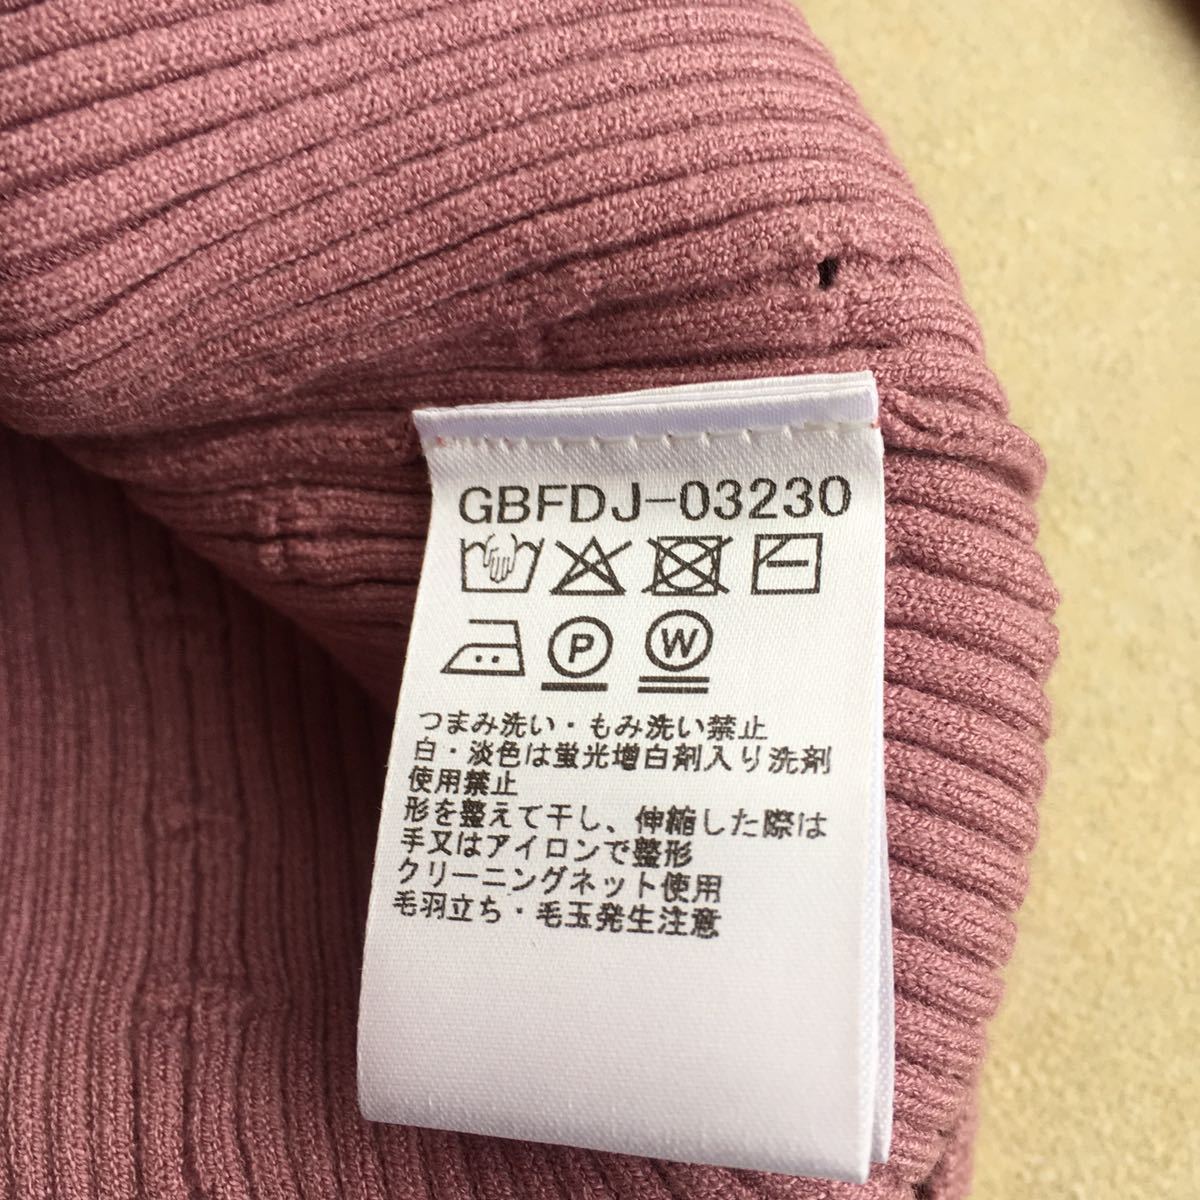 GBFDJ-03230
P W
つまみ洗い・もみ洗い禁止
白・淡色は蛍光増白剤入り洗剤
使用禁止
形を整えて干し、伸縮した際は
手又はアイロンで整形
クリーニングネット使用
毛羽立ち・毛玉発生注意